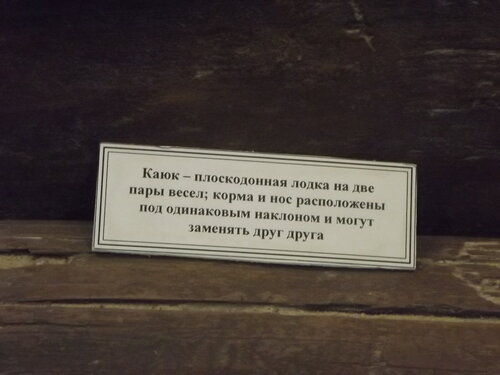 Каюк – плоскодонная лодка на две
пары весел; корма и нос расположены
под одинаковым наклоном и могут
заменять друг друга